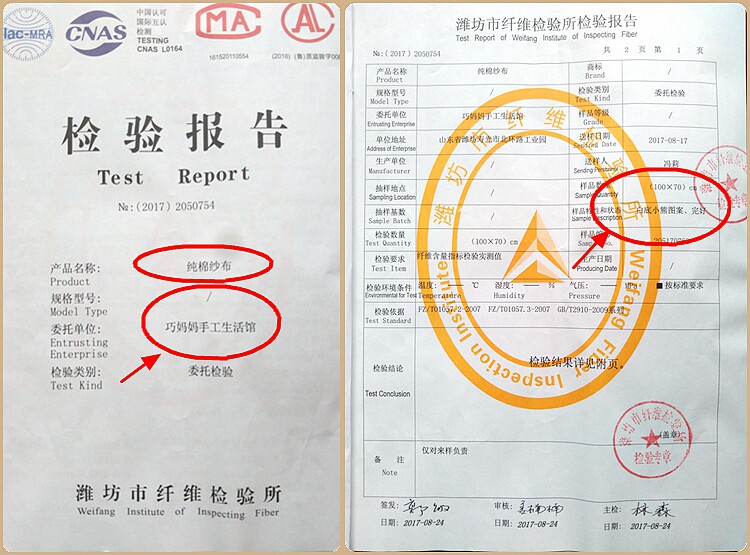 ilac-MRA
CNAS
中国认可
国际互认
检测
TESTING
CNAS L0164
MA
161520110554
AL
检验报告
Test Report
№:(2017) 2050754
产品名称:
Product
纯棉纱布
规格型号:
Model Type
/
委托单位:
Entrusting
Enterprise
巧妈妈手工生活馆
检验类别:
Test Kind
委托检验
潍坊市纤维检验所
Weifang Institute of Inspecting Fiber
潍坊市纤维检验所检验报告
Test Report of Weifang Institute of Inspecting Fiber
№:(2017) 2050754
共 2 页 第 1 页
产品名称
Product Name
纯棉纱布
商标
Brand
/
规格型号
Model Type
/
检验类别
Test Kind
委托检验
委托单位
Entrusting Enterprise
巧妈妈手工生活馆
样品等级
Grade
/
单位地址
Address of Enterprise
山东省潍坊寿光市北环路工业园
送样日期
Sending Date
2017-08-17
生产单位
Manufacturer
/
送样人
Sending Personnel
冯莉
抽样地点
Sampling Location
/
样品数量
Sample Quantity
(100×70) cm
抽样基数
Sample Batch
/
样品特性和状态
Sample Description
白底小熊图案、完好
检验数量
Test Quantity
(100×70) cm
Sample No.
检验要求
Test Item
纤维含量指标检验实测值
生产日期
Producing Date
/
检验环境条件
Environmental for Test
温度: — ℃
Temperature
湿度: — %
Humidity
气压: — MP
Pressure
■按标准要求
检验依据
Test Standard
FZ/T01057.2-2007 FZ/T01057.3-2007 GB/T2910-2009系列
检验结论
Test Conclusion
检验结果详见附页。
(盖章)
备 注
Note
仅对来样负责
签发:
审核:
主检:
日期: 2017-08-24
日期: 2017-08-24
日期: 2017-08-24
潍坊市纤维检验所
Weifang Fiber Inspection Institute
潍坊市纤维检验所
检验专章